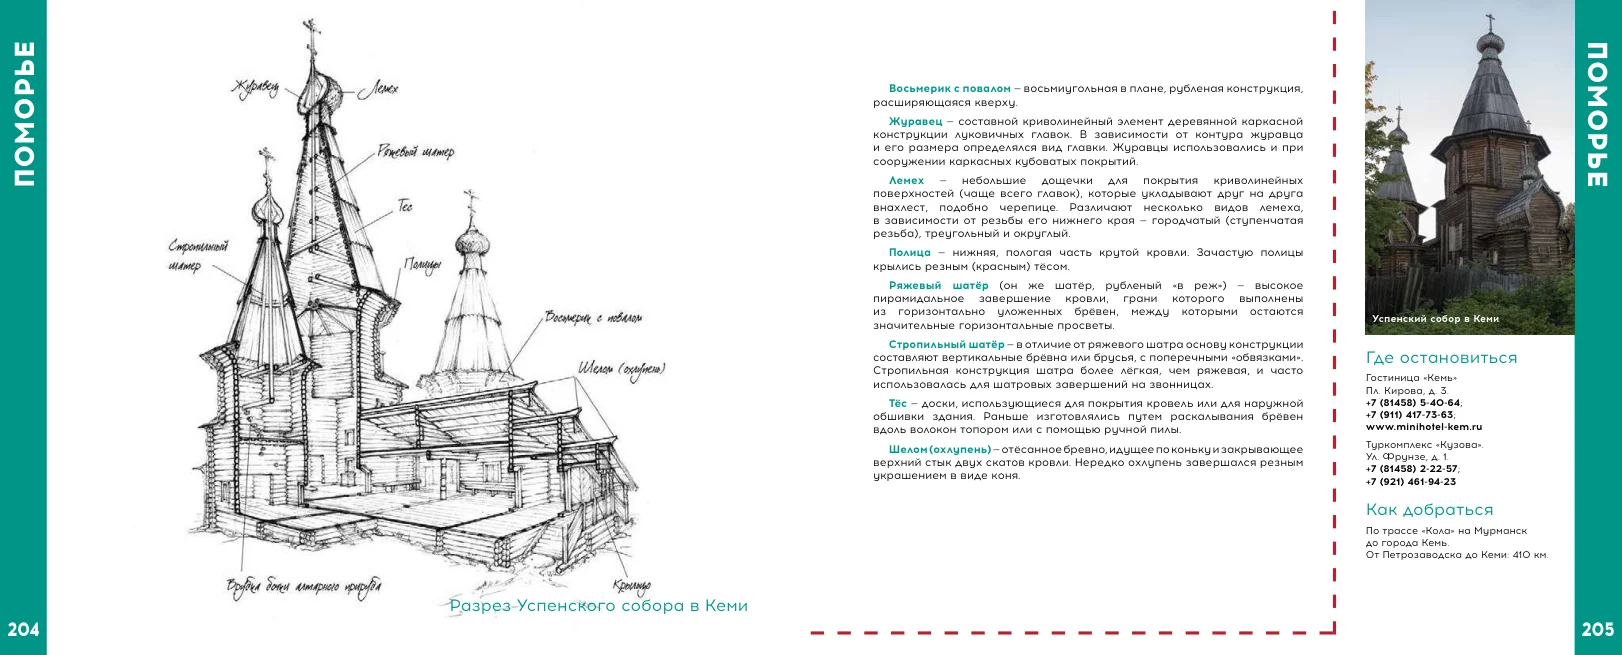 ПОМОРЬЕ
Журавец
Лемех
Ряжевый шатер
Тес
Стропильный
шатер
Полицы
Восьмерик с повалом
Шелом (охлупень)
Врубка бочки алтарного прируба
Крыльцо
Разрез Успенского собора в Кеми
204
Восьмерик с повалом – восьмиугольная в плане, рубленая конструкция,
расширяющаяся кверху.
Журавец – составной криволинейный элемент деревянной каркасной
конструкции луковичных главок. В зависимости от контура журавца
и его размера определялся вид главки. Журавцы использовались и при
сооружении каркасных кубоватых покрытий.
Лемех – небольшие дощечки для покрытия криволинейных
поверхностей (чаще всего главок), которые укладывают друг на друга
внахлест, подобно черепице. Различают несколько видов лемеха,
в зависимости от резьбы его нижнего края – городчатый (ступенчатая
резьба), треугольный и округлый.
Полица – нижняя, пологая часть крутой кровли. Зачастую полицы
крылись резным (красным) тёсом.
Ряжевый шатёр (он же шатёр, рубленый «в реж») – высокое
пирамидальное завершение кровли, грани которого выполнены
из горизонтально уложенных брёвен, между которыми остаются
значительные горизонтальные просветы.
Стропильный шатёр – в отличие от ряжевого шатра основу конструкции
составляют вертикальные брёвна или брусья, с поперечными «обвязками».
Стропильная конструкция шатра более лёгкая, чем ряжевая, и часто
использовалась для шатровых завершений на звонницах.
Тёс – доски, использующиеся для покрытия кровель или для наружной
обшивки здания. Раньше изготовлялись путем раскалывания брёвен
вдоль волокон топором или с помощью ручной пилы.
Шелом (охлупень) – отёсанное бревно, идущее по коньку и закрывающее
верхний стык двух скатов кровли. Нередко охлупень завершался резным
украшением в виде коня.
Успенский собор в Кеми
Где остановиться
Гостиница «Кемь»
Пл. Кирова, д. 3.
+7 (81458) 5-40-64;
+7 (911) 417-73-63;
www.minihotel-kem.ru
Туркомплекс «Кузова».
Ул. Фрунзе, д. 1.
+7 (81458) 2-22-57;
+7 (921) 461-94-23
Как добраться
По трассе «Кола» на Мурманск
до города Кемь.
От Петрозаводска до Кеми: 410 км.
ПОМОРЬЕ
205